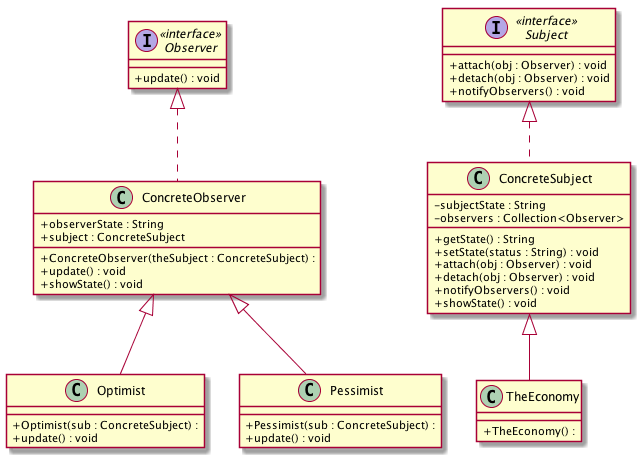 I
«interface»
Observer
+update() : void
I
«interface»
Subject
+attach(obj : Observer) : void
+detach(obj : Observer) : void
+notifyObservers() : void
C
ConcreteObserver
+observerState : String
+subject : ConcreteSubject
+ConcreteObserver(theSubject : ConcreteSubject) :
+update() : void
+showState() : void
C
ConcreteSubject
−subjectState : String
−observers : Collection<Observer>
+getState() : String
+setState(status : String) : void
+attach(obj : Observer) : void
+detach(obj : Observer) : void
+notifyObservers() : void
+showState() : void
C
Optimist
+Optimist(sub : ConcreteSubject) :
+update() : void
C
Pessimist
+Pessimist(sub : ConcreteSubject) :
+update() : void
C
TheEconomy
+TheEconomy() :